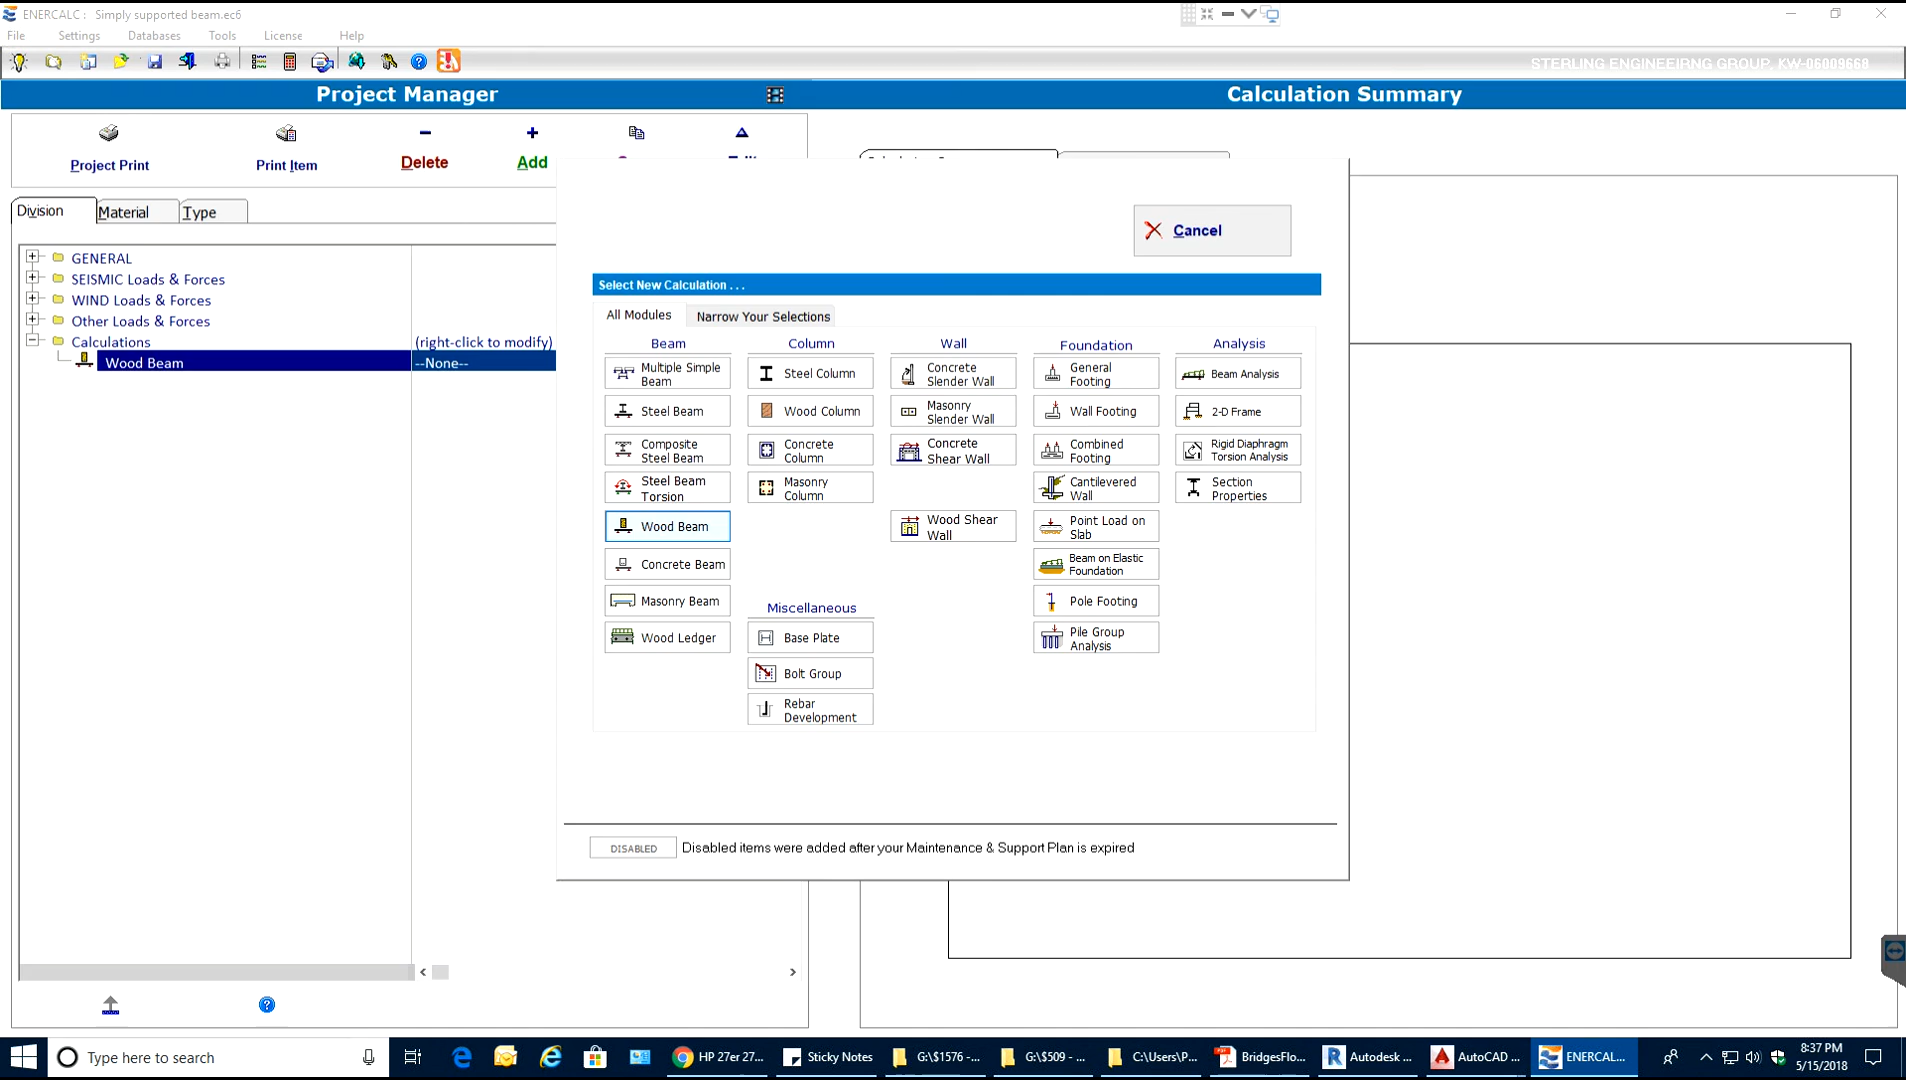 ENERCALC : Simply supported beam.ec6
File Settings Databases Tools License Help
STERLING ENGINEEIRNG GROUP, KW-06009668
Project Manager
Calculation Summary
Project Print
Print Item
Delete
Add
Division
Material
Type
GENERAL
SEISMIC Loads & Forces
WIND Loads & Forces
Other Loads & Forces
Calculations
(right-click to modify)
Wood Beam
--None--
Cancel
Select New Calculation . . .
All Modules
Narrow Your Selections
Beam
Multiple Simple
Beam
Steel Beam
Composite
Steel Beam
Steel Beam
Torsion
Wood Beam
Concrete Beam
Masonry Beam
Wood Ledger
Column
Steel Column
Wood Column
Concrete
Column
Masonry
Column
Miscellaneous
Base Plate
Bolt Group
Rebar
Development
Wall
Concrete
Slender Wall
Masonry
Slender Wall
Concrete
Shear Wall
Wood Shear
Wall
Foundation
General
Footing
Wall Footing
Combined
Footing
Cantilevered
Wall
Point Load on
Slab
Beam on Elastic
Foundation
Pole Footing
Pile Group
Analysis
Analysis
Beam Analysis
2-D Frame
Rigid Diaphragm
Torsion Analysis
Section
Properties
DISABLED
Disabled items were added after your Maintenance & Support Plan is expired
Type here to search
HP 27er 27...
Sticky Notes
G:\$1576 -...
G:\$509 - ...
C:\Users\P...
BridgesFlo...
Autodesk ...
AutoCAD ...
ENERCAL...
8:37 PM
5/15/2018